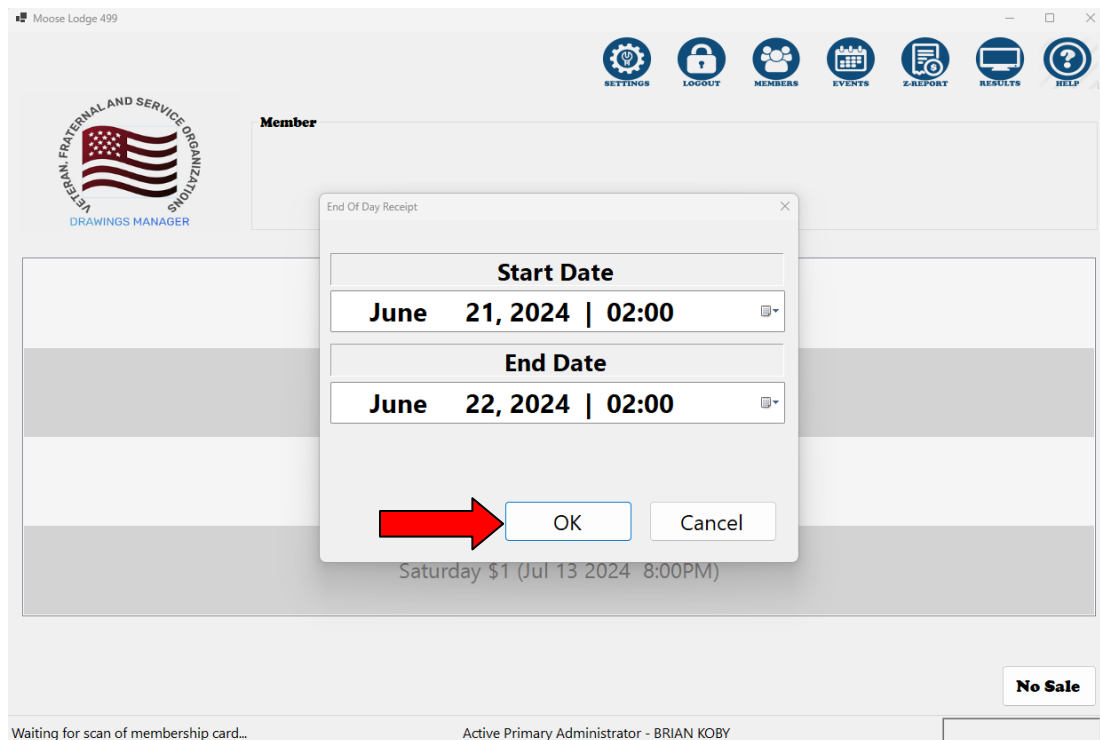 Moose Lodge 499
SETTINGS
LOGOUT
MEMBERS
EVENTS
Z-REPORT
RESULTS
HELP
VETERAN, FRATERNAL AND SERVICE ORGANIZATIONS
DRAWINGS MANAGER
Member
End Of Day Receipt
Start Date
June 21, 2024 | 02:00
End Date
June 22, 2024 | 02:00
OK
Cancel
Saturday $1 (Jul 13 2024 8:00PM)
No Sale
Waiting for scan of membership card...
Active Primary Administrator - BRIAN KOBY